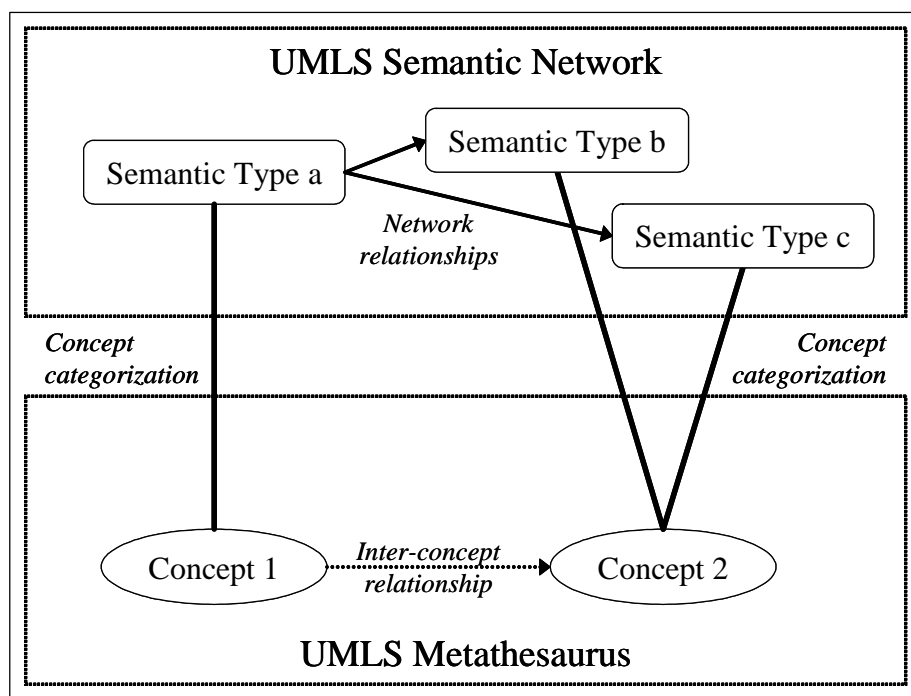 UMLS Semantic Network
Semantic Type b
Semantic Type a
Network
relationships
Semantic Type c
Concept
categorization
Concept
categorization
Concept 1
Inter-concept
relationship
Concept 2
UMLS Metathesaurus